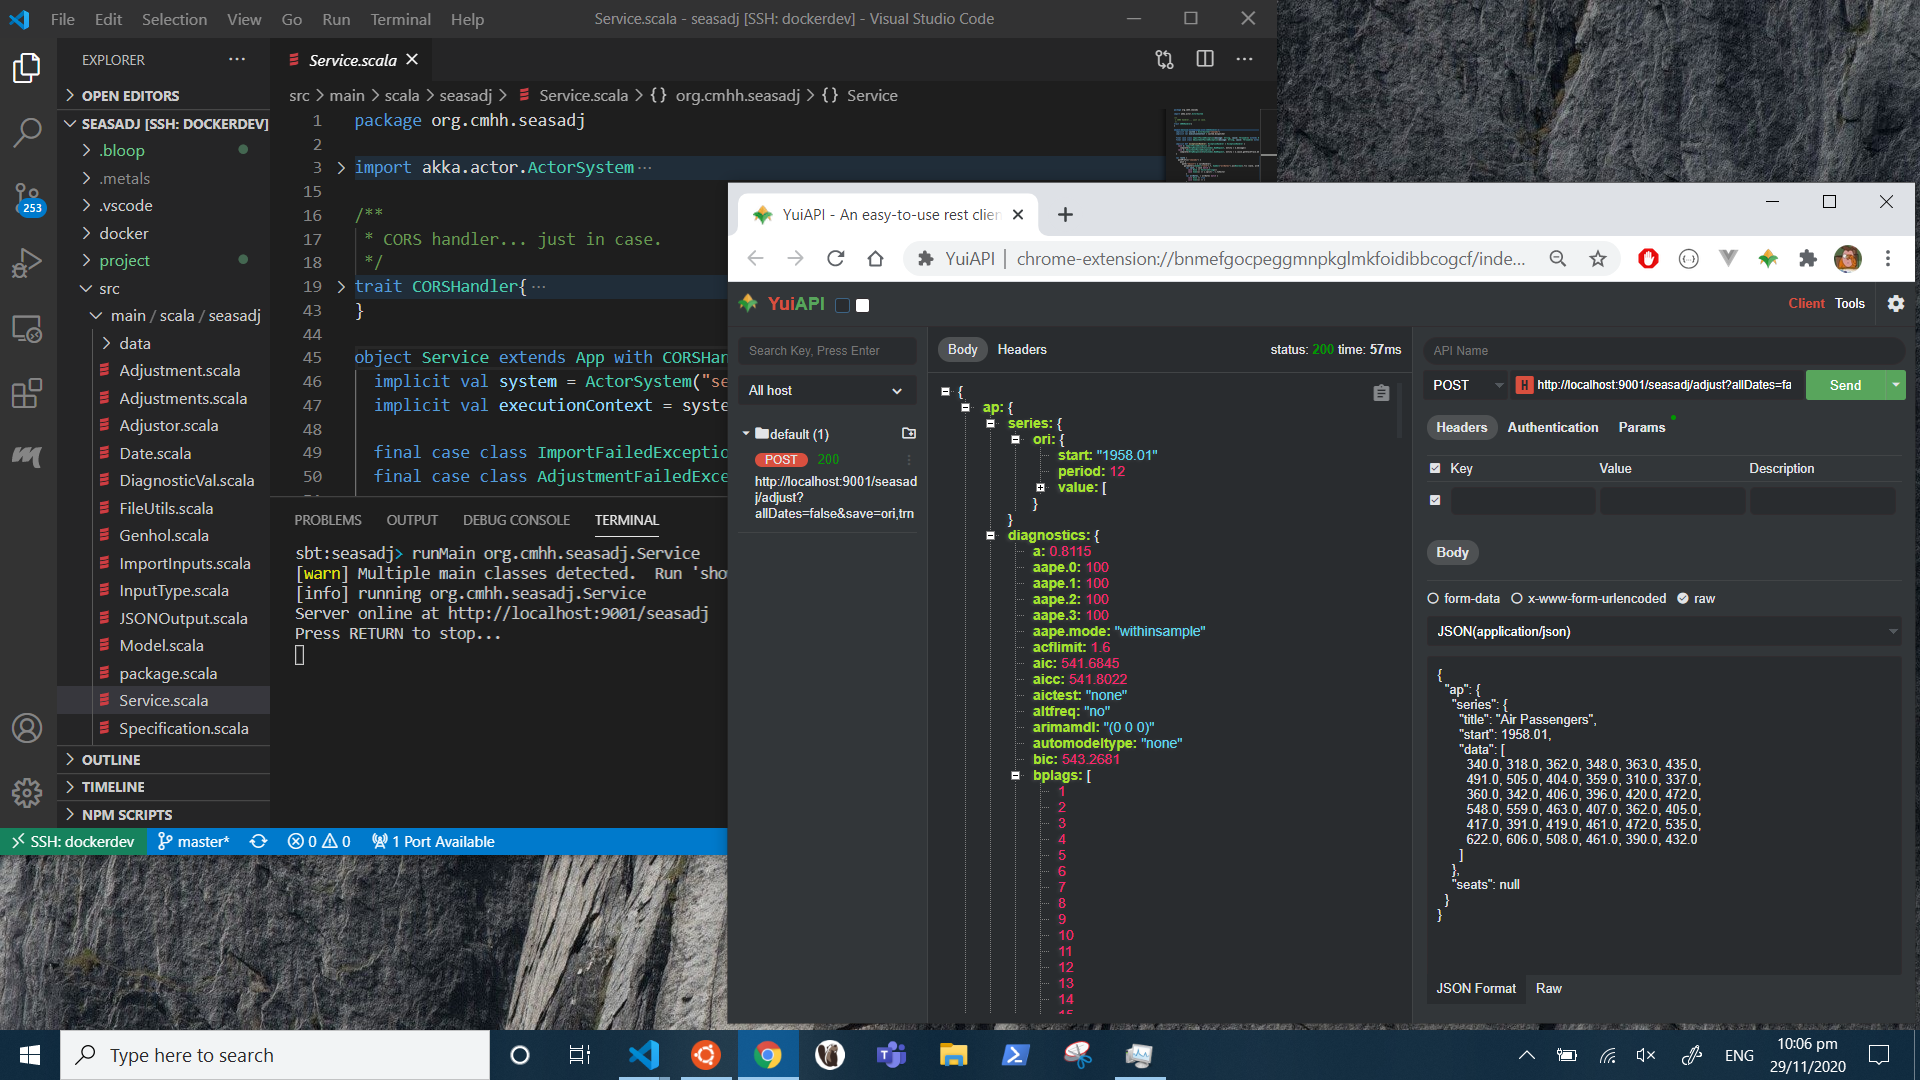 File Edit Selection View Go Run Terminal Help
Service.scala - seasadj [SSH: dockerdev] - Visual Studio Code
EXPLORER
OPEN EDITORS
SEASADJ [SSH: DOCKERDEV]
.bloop
.metals
.vscode
docker
project
src
main / scala / seasadj
data
Adjustment.scala
Adjustments.scala
Adjustor.scala
Date.scala
DiagnosticVal.scala
FileUtils.scala
Genhol.scala
ImportInputs.scala
InputType.scala
JSONOutput.scala
Model.scala
package.scala
Service.scala
Specification.scala
OUTLINE
TIMELINE
NPM SCRIPTS
253
Service.scala
src > main > scala > seasadj > Service.scala > {} org.cmhh.seasadj > {} Service
1 package org.cmhh.seasadj
2
3 import akka.actor.ActorSystem ...
15
16 /**
17 * CORS handler... just in case.
18 */
19 trait CORSHandler{ ...
43 }
44
45 object Service extends App with CORSHan
46 implicit val system = ActorSystem("se
47 implicit val executionContext = syste
48
49 final case class ImportFailedExceptio
50 final case class AdjustmentFailedExce
PROBLEMS OUTPUT DEBUG CONSOLE TERMINAL
sbt:seasadj> runMain org.cmhh.seasadj.Service
[warn] Multiple main classes detected. Run 'sho
[info] running org.cmhh.seasadj.Service
Server online at http://localhost:9001/seasadj
Press RETURN to stop...
SSH: dockerdev master* 0 0 1 Port Available
YuiAPI - An easy-to-use rest clien
YuiAPI | chrome-extension://bnmefgocpeggmnpkglmkfoidibbcogcf/inde...
YuiAPI
Client Tools
Search Key, Press Enter
All host
default (1)
POST 200
http://localhost:9001/seasad
j/adjust?
allDates=false&save=ori,trn
Body Headers
status: 200 time: 57ms
{
ap: {
series: {
ori: {
start: "1958.01"
period: 12
value: [
}
}
diagnostics: {
a: 0.8115
aape.0: 100
aape.1: 100
aape.2: 100
aape.3: 100
aape.mode: "withinsample"
acflimit: 1.6
aic: 541.6845
aicc: 541.8022
aictest: "none"
altfreq: "no"
arimamdl: "(0 0 0)"
automodeltype: "none"
bic: 543.2681
bplags: [
1
2
3
4
5
6
7
8
9
10
11
12
13
14
15
API Name
POST H http://localhost:9001/seasadj/adjust?allDates=fa Send
Headers Authentication Params
Key Value Description
Body
form-data x-www-form-urlencoded raw
JSON(application/json)
{
"ap": {
"series": {
"title": "Air Passengers",
"start": 1958.01,
"data": [
340.0, 318.0, 362.0, 348.0, 363.0, 435.0,
491.0, 505.0, 404.0, 359.0, 310.0, 337.0,
360.0, 342.0, 406.0, 396.0, 420.0, 472.0,
548.0, 559.0, 463.0, 407.0, 362.0, 405.0,
417.0, 391.0, 419.0, 461.0, 472.0, 535.0,
622.0, 606.0, 508.0, 461.0, 390.0, 432.0
]
},
"seats": null
}
}
JSON Format Raw
Type here to search
ENG
10:06 pm
29/11/2020